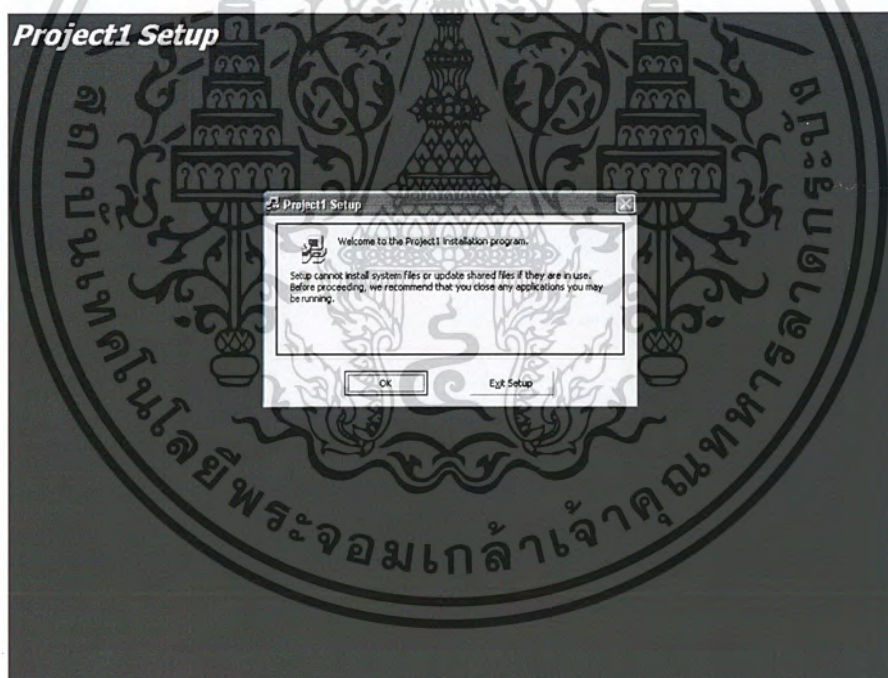 Project1 Setup
Project1 Setup
Welcome to the Project1 installation program.
Setup cannot install system files or update shared files if they are in use.
Before proceeding, we recommend that you close any applications you may
be running.
OK
Exit Setup
สถาบันเทคโนโลยีพระจอมเกล้าเจ้าคุณทหารลาดกระบัง